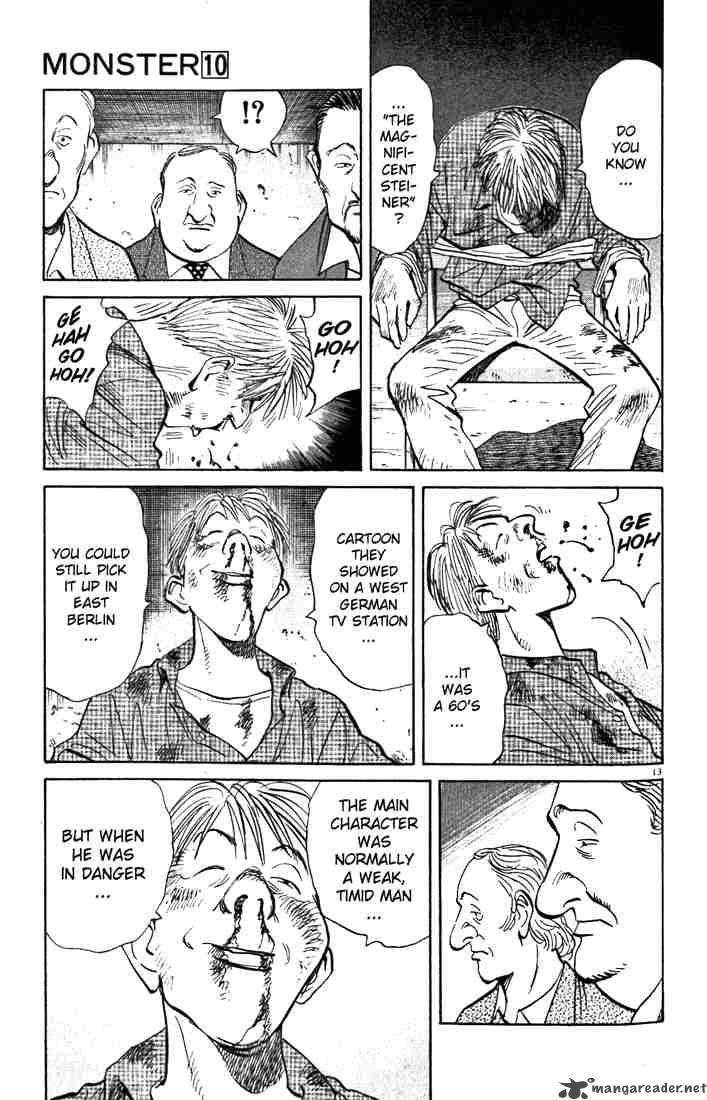 MONSTER 10
DO
YOU
KNOW
...
...
"THE
MAG-
NIFI-
CENT
STEI-
NER"
?
!?
GO
HOH
!
GE
HAH
GO
HOH!
GE
HOH
!
...IT
WAS
A 60'S
...
CARTOON
THEY
SHOWED
ON A WEST
GERMAN
TV STATION
...
YOU COULD
STILL PICK
IT UP IN
EAST
BERLIN
...
13
THE MAIN
CHARACTER
WAS
NORMALLY
A WEAK,
TIMID MAN
...
BUT WHEN
HE WAS
IN DANGER
...
mangareader.net